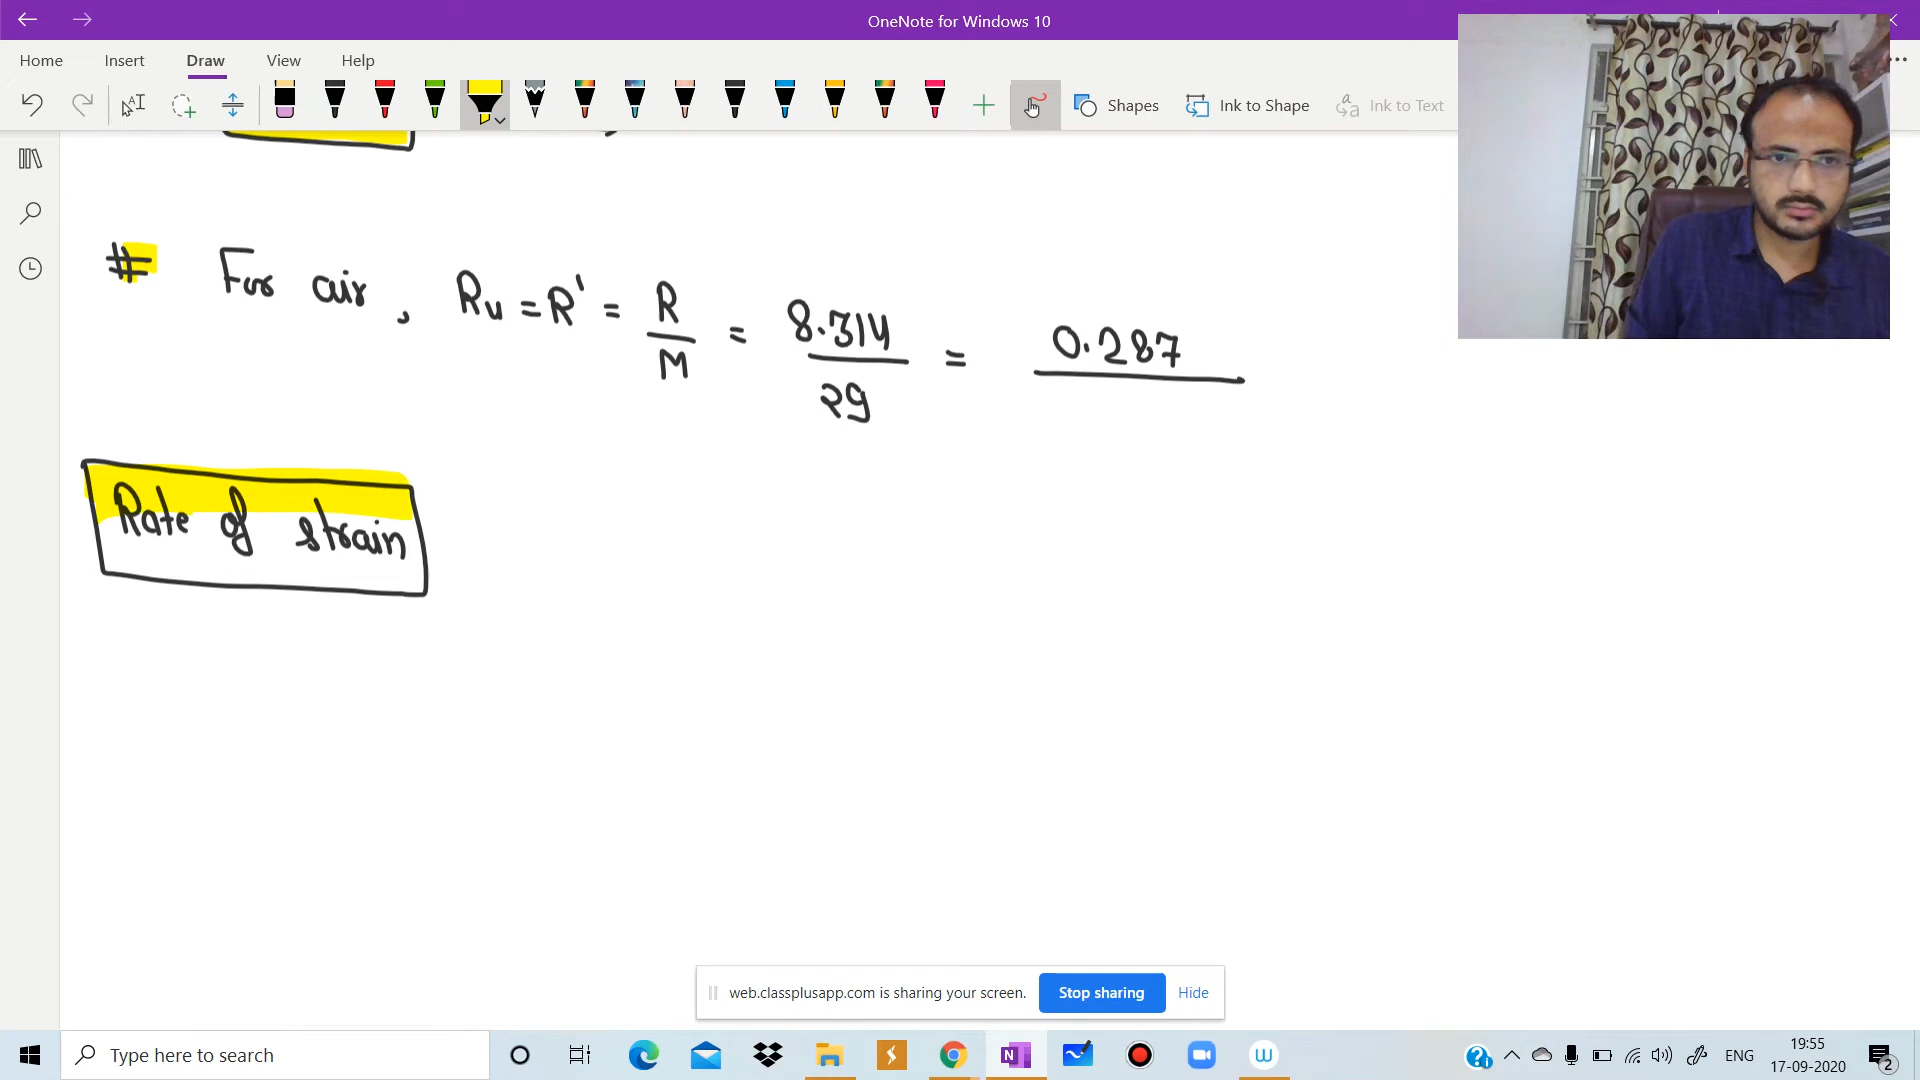 OneNote for Windows 10
Home Insert Draw View Help
Shapes Ink to Shape Ink to Text
# For air, Ru = R' = R/M = 8.314/29 = 0.287
Rate of strain
web.classplusapp.com is sharing your screen. Stop sharing Hide
Type here to search
ENG
19:55
17-09-2020
2